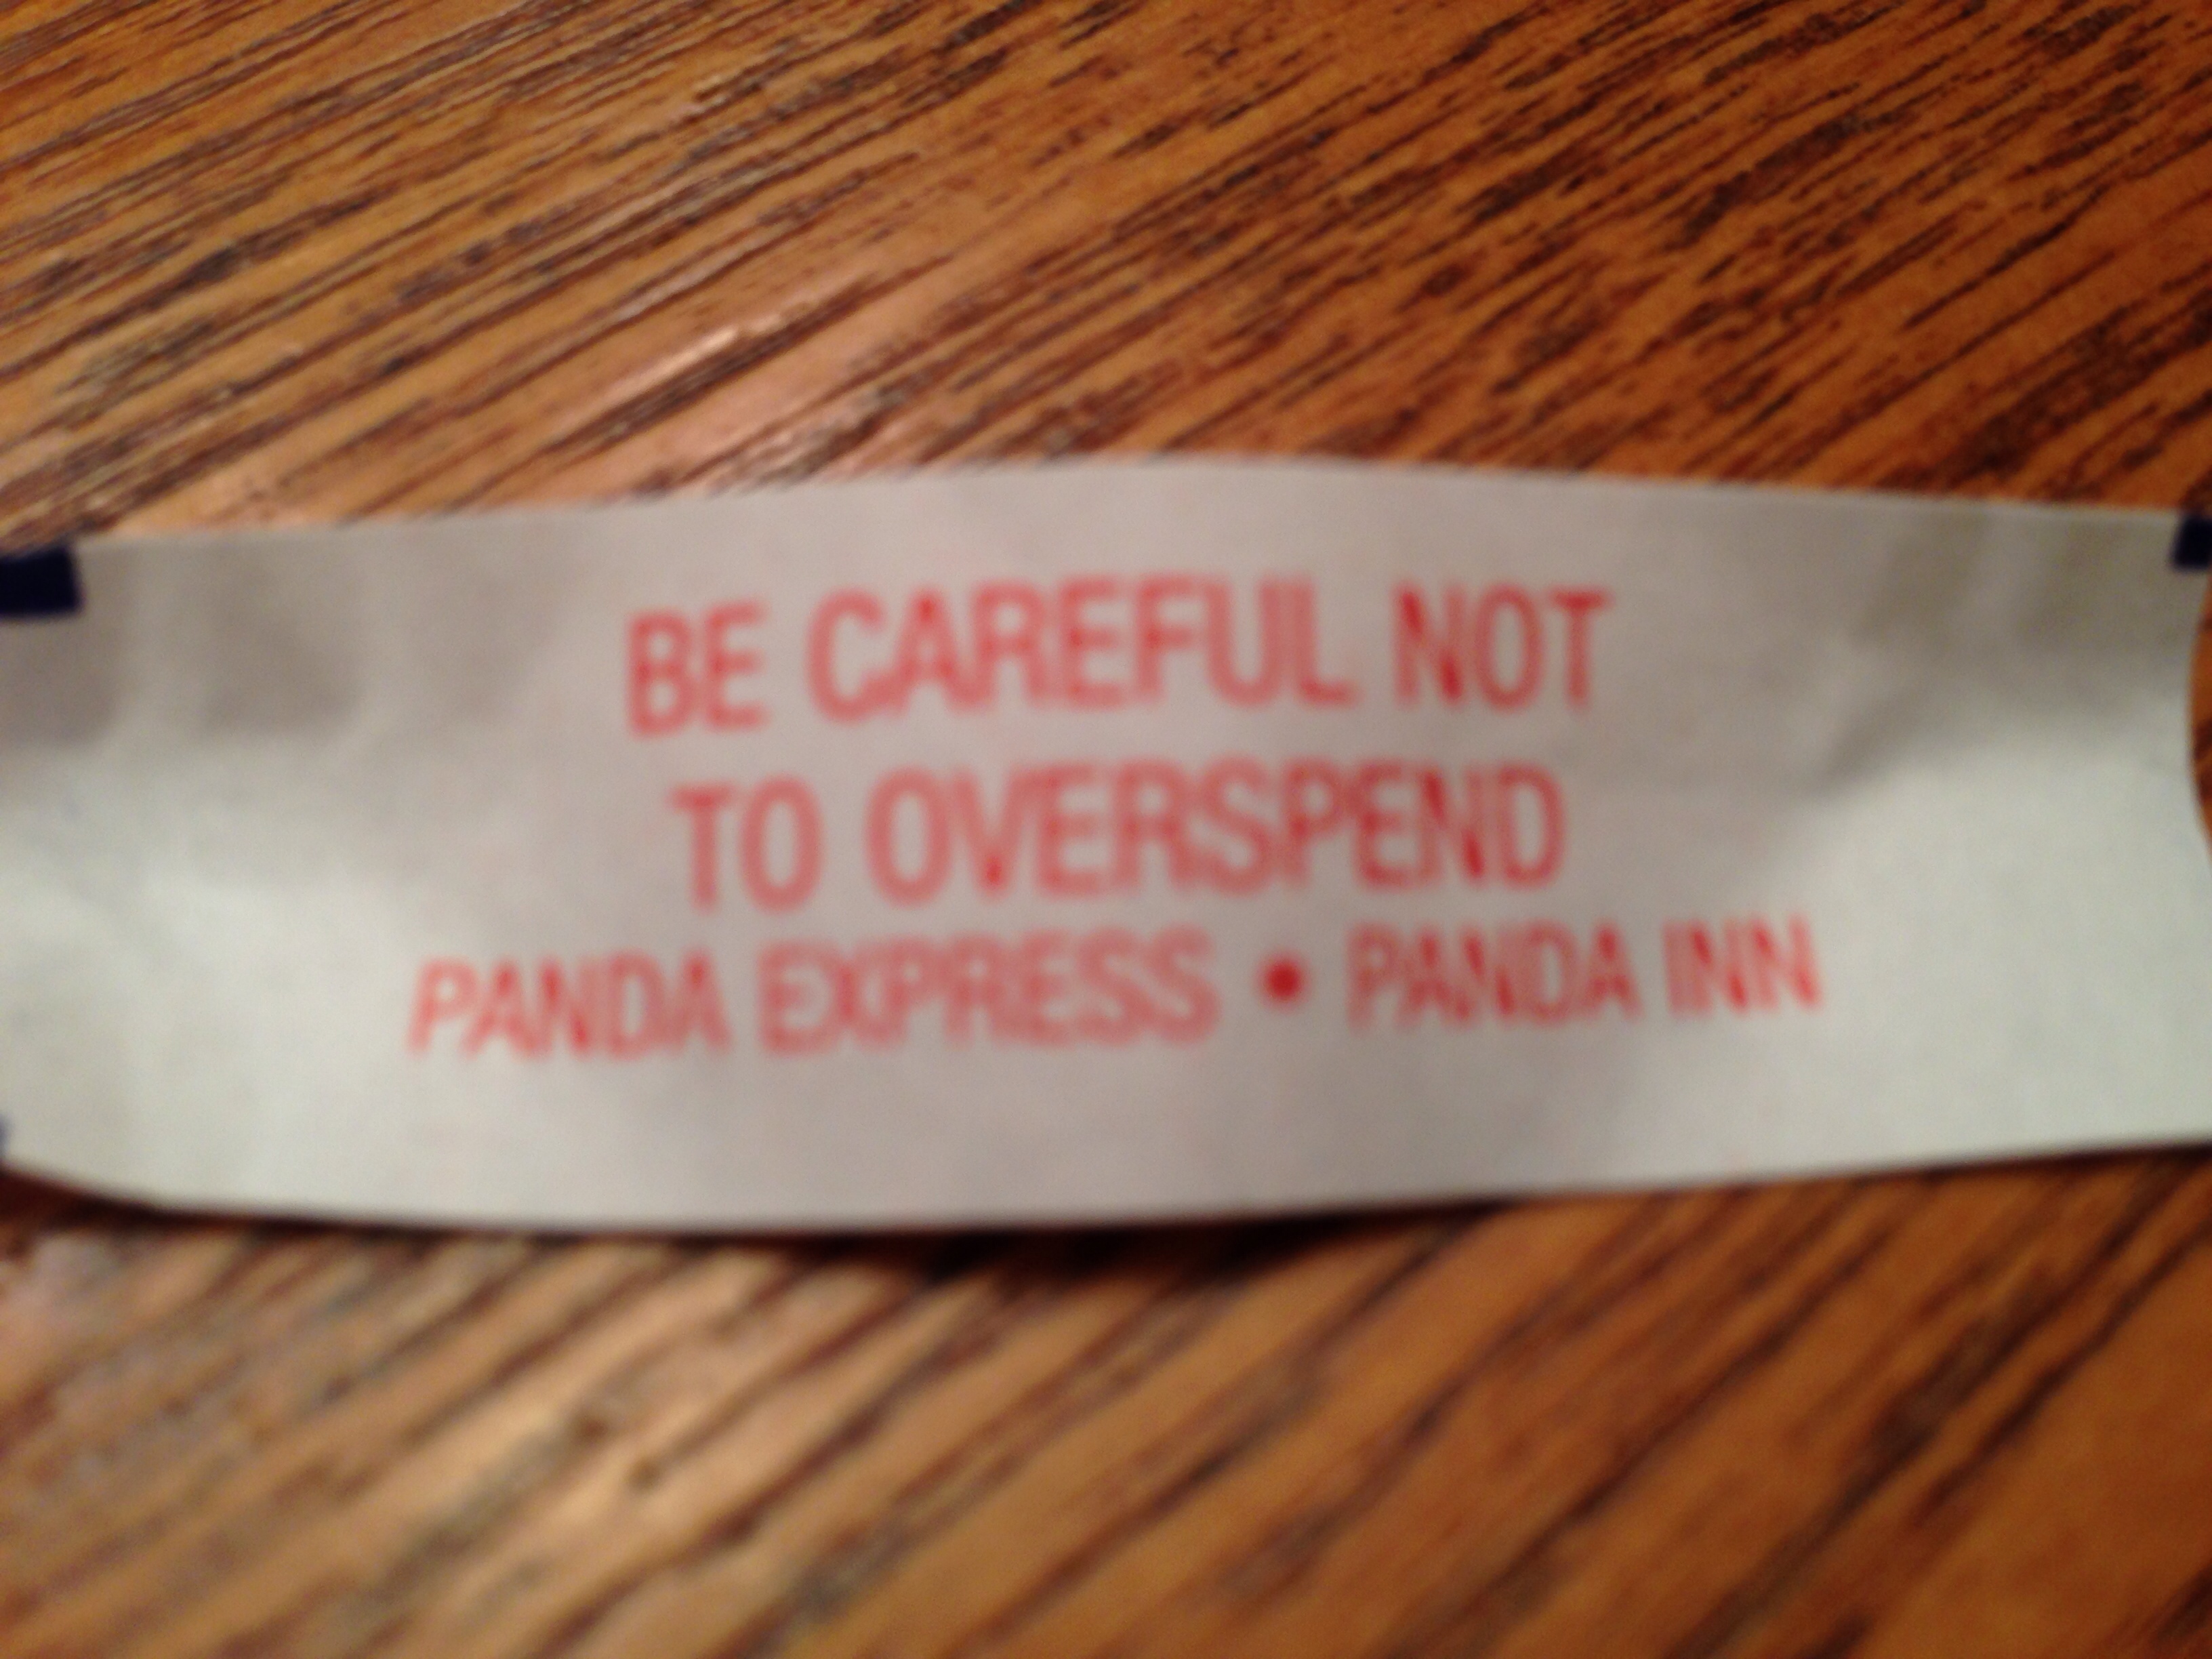 BE CAREFUL NOT
TO OVERSPEND
PANDA EXPRESS • PANDA INN